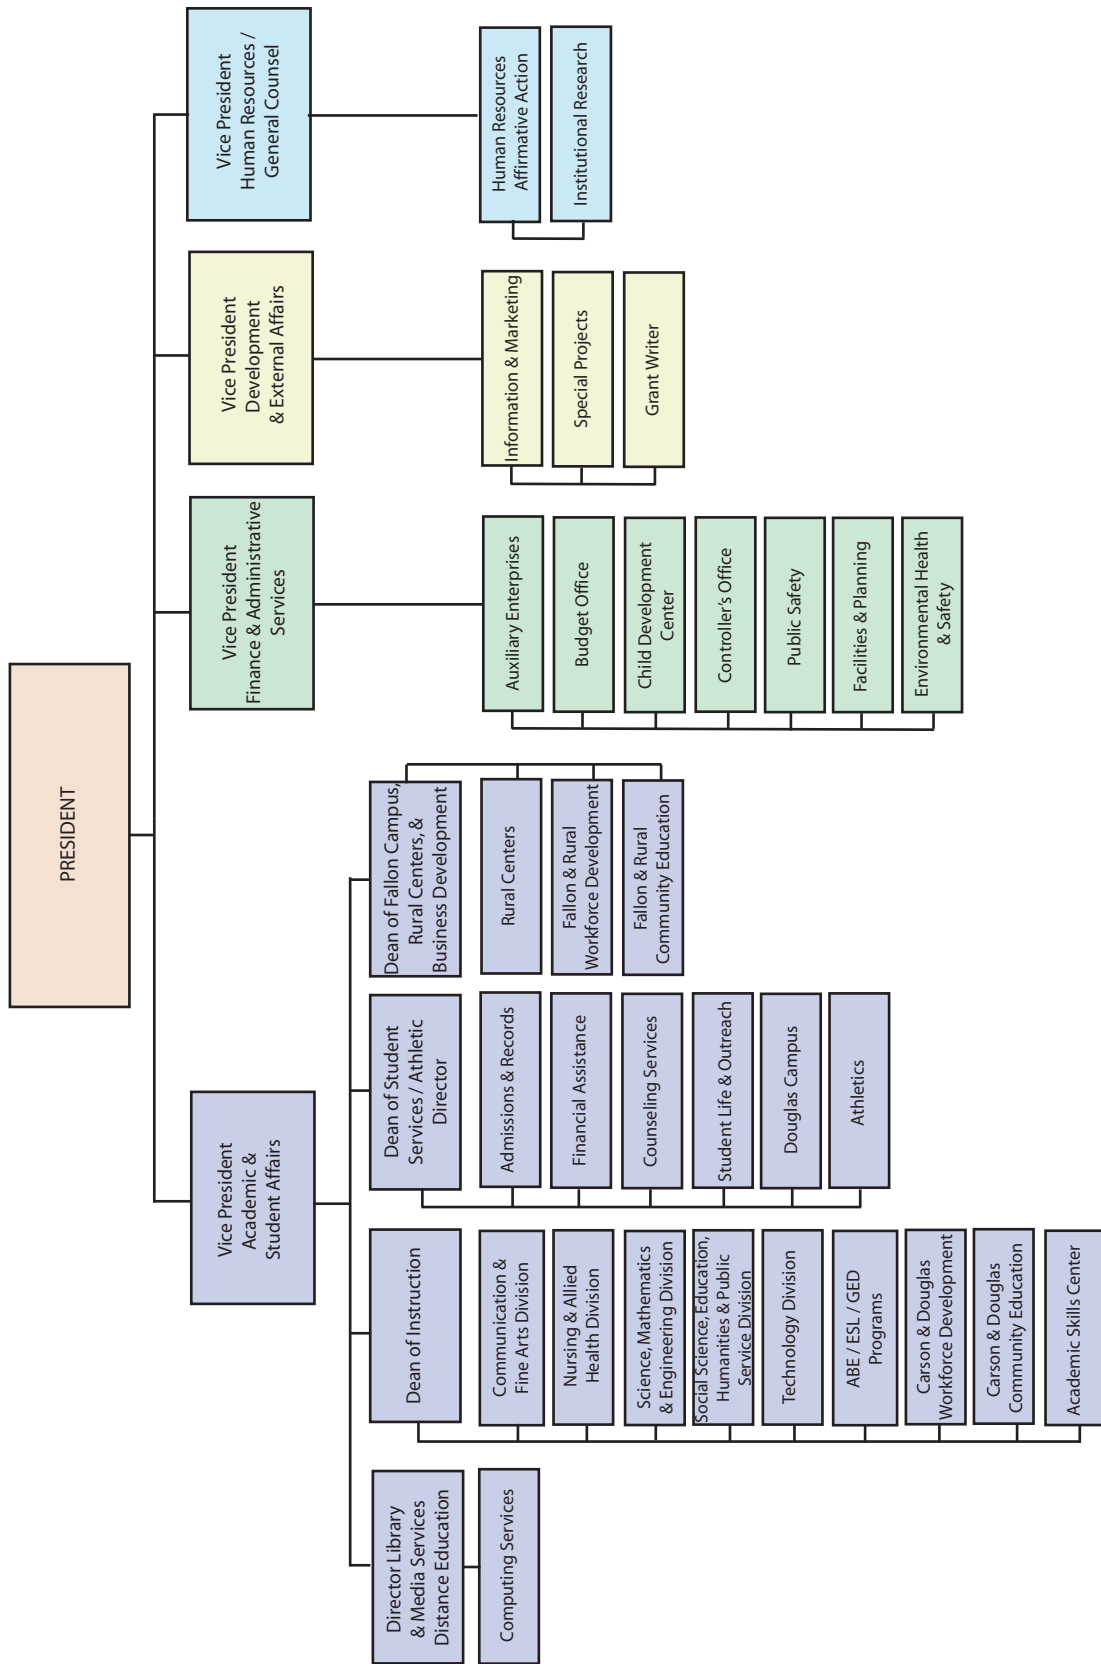 PRESIDENT
Vice President
Academic &
Student Affairs
Vice President
Finance & Administrative
Services
Vice President
Development
& External Affairs
Vice President
Human Resources /
General Counsel
Director Library
& Media Services
Distance Education
Computing Services
Dean of Instruction
Communication &
Fine Arts Division
Nursing & Allied
Health Division
Science, Mathematics
& Engineering Division
Social Science, Education,
Humanities & Public
Service Division
Technology Division
ABE / ESL / GED
Programs
Carson & Douglas
Workforce Development
Carson & Douglas
Community Education
Academic Skills Center
Dean of Student
Services / Athletic
Director
Admissions & Records
Financial Assistance
Counseling Services
Student Life & Outreach
Douglas Campus
Athletics
Dean of Fallon Campus,
Rural Centers, &
Business Development
Rural Centers
Fallon & Rural
Workforce Development
Fallon & Rural
Community Education
Auxiliary Enterprises
Budget Office
Child Development
Center
Controller's Office
Public Safety
Facilities & Planning
Environmental Health
& Safety
Information & Marketing
Special Projects
Grant Writer
Human Resources
Affirmative Action
Institutional Research